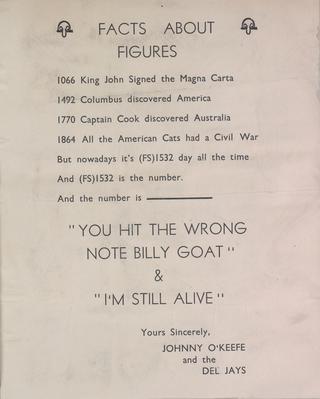 FACTS ABOUT
FIGURES
1066 King John Signed the Magna Carta
1492 Columbus discovered America
1770 Captain Cook discovered Australia
1864 All the American Cats had a Civil War
But nowadays it's (FS)1532 day all the time
And (FS)1532 is the number.
And the number is ————
"YOU HIT THE WRONG
NOTE BILLY GOAT"
&
"I'M STILL ALIVE"
Yours Sincerely,
JOHNNY O'KEEFE
and the
DEL JAYS